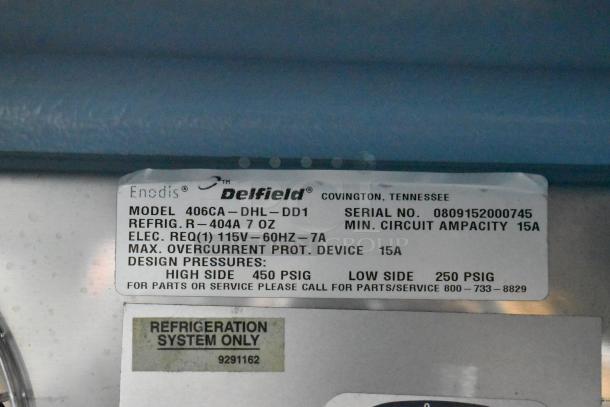 Enodis® ™ Delfield® COVINGTON, TENNESSEE
MODEL 406CA-DHL-DD1 SERIAL NO. 0809152000745
REFRIG. R-404A 7 OZ MIN. CIRCUIT AMPACITY 15A
ELEC. REQ(1) 115V-60HZ-7A
MAX. OVERCURRENT PROT. DEVICE 15A
DESIGN PRESSURES:
HIGH SIDE 450 PSIG LOW SIDE 250 PSIG
FOR PARTS OR SERVICE PLEASE CALL FOR PARTS/SERVICE 800-733-8829
REFRIGERATION
SYSTEM ONLY
9291162